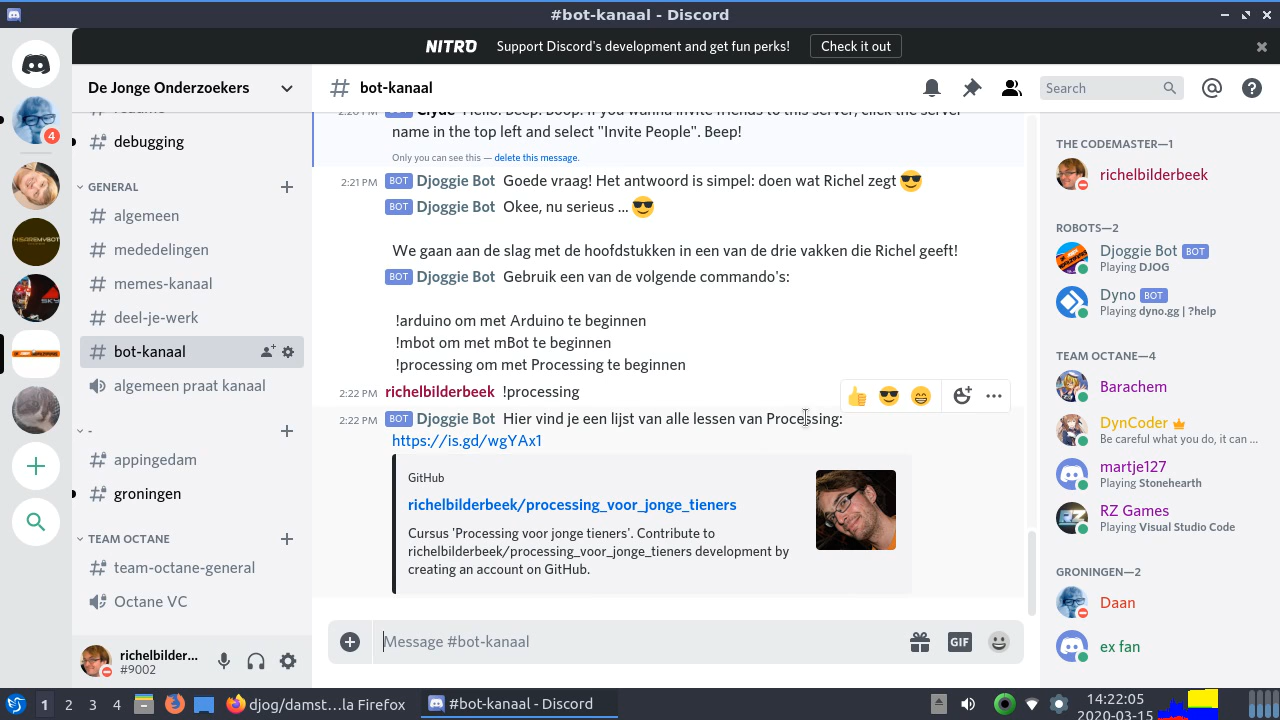 #bot-kanaal - Discord
NITRO Support Discord's development and get fun perks! Check it out
De Jonge Onderzoekers
# bot-kanaal
Search
4
debugging
GENERAL
algemeen
mededelingen
memes-kanaal
deel-je-werk
bot-kanaal
algemeen praat kanaal
-
appingedam
groningen
TEAM OCTANE
team-octane-general
Octane VC
richelbilder...
#9002
name in the top left and select "Invite People". Beep!
Only you can see this — delete this message.
2:21 PM BOT Djoggie Bot Goede vraag! Het antwoord is simpel: doen wat Richel zegt 😎
BOT Djoggie Bot Okee, nu serieus ... 😎
We gaan aan de slag met de hoofdstukken in een van de drie vakken die Richel geeft!
BOT Djoggie Bot Gebruik een van de volgende commando's:
!arduino om met Arduino te beginnen
!mbot om met mBot te beginnen
!processing om met Processing te beginnen
2:22 PM richelbilderbeek !processing
2:22 PM BOT Djoggie Bot Hier vind je een lijst van alle lessen van Processing:
https://is.gd/wgYAx1
GitHub
richelbilderbeek/processing_voor_jonge_tieners
Cursus 'Processing voor jonge tieners'. Contribute to
richelbilderbeek/processing_voor_jonge_tieners development by
creating an account on GitHub.
Message #bot-kanaal
GIF
THE CODEMASTER—1
richelbilderbeek
ROBOTS—2
Djoggie Bot BOT
Playing DJOG
Dyno BOT
Playing dyno.gg | ?help
TEAM OCTANE—4
Barachem
DynCoder
Be careful what you do, it can ...
martje127
Playing Stonehearth
RZ Games
Playing Visual Studio Code
GRONINGEN—2
Daan
ex fan
1 2 3 4 djog/damst...la Firefox #bot-kanaal - Discord
14:22:05
2020-03-15